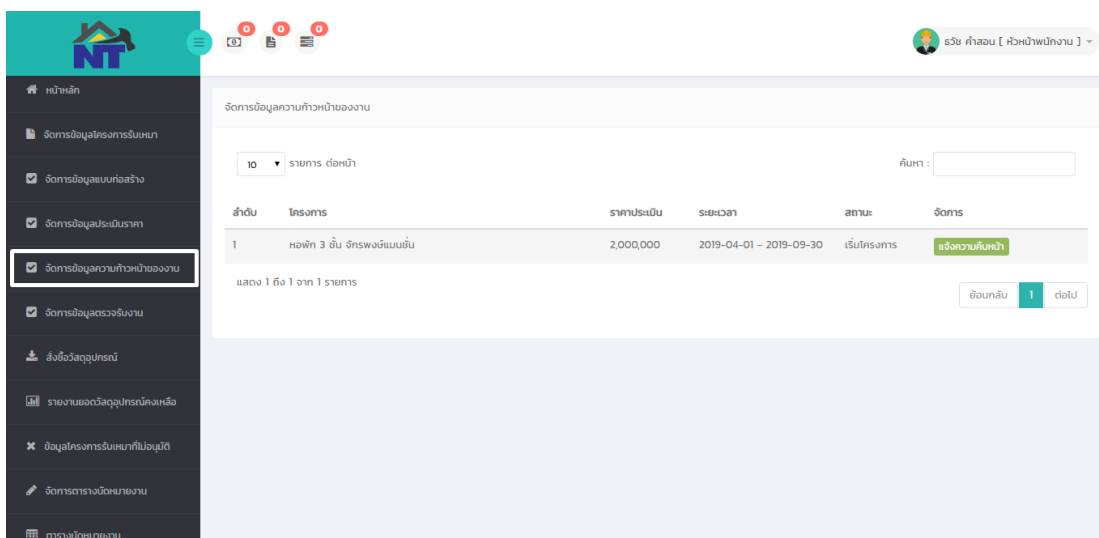 NT
0 0 0
ธวัช คำสอน [ หัวหน้าพนักงาน ]
หน้าหลัก
จัดการข้อมูลโครงการรับเหมา
จัดการข้อมูลแบบก่อสร้าง
จัดการข้อมูลประเมินราคา
จัดการข้อมูลความก้าวหน้าของงาน
จัดการข้อมูลตรวจรับงาน
สั่งซื้อวัสดุอุปกรณ์
รายงานยอดวัสดุอุปกรณ์คงเหลือ
ข้อมูลโครงการรับเหมาที่ไม่อนุมัติ
จัดการตารางนัดหมายงาน
ตารางนัดหมายงาน
จัดการข้อมูลความก้าวหน้าของงาน
10 รายการ ต่อหน้า
ค้นหา :
ลำดับ โครงการ ราคาประเมิน ระยะเวลา สถานะ จัดการ
1 หอพัก 3 ชั้น จักรพงษ์แมนชั่น 2,000,000 2019-04-01 - 2019-09-30 เริ่มโครงการ แจ้งความคืบหน้า
แสดง 1 ถึง 1 จาก 1 รายการ
ย้อนกลับ 1 ต่อไป